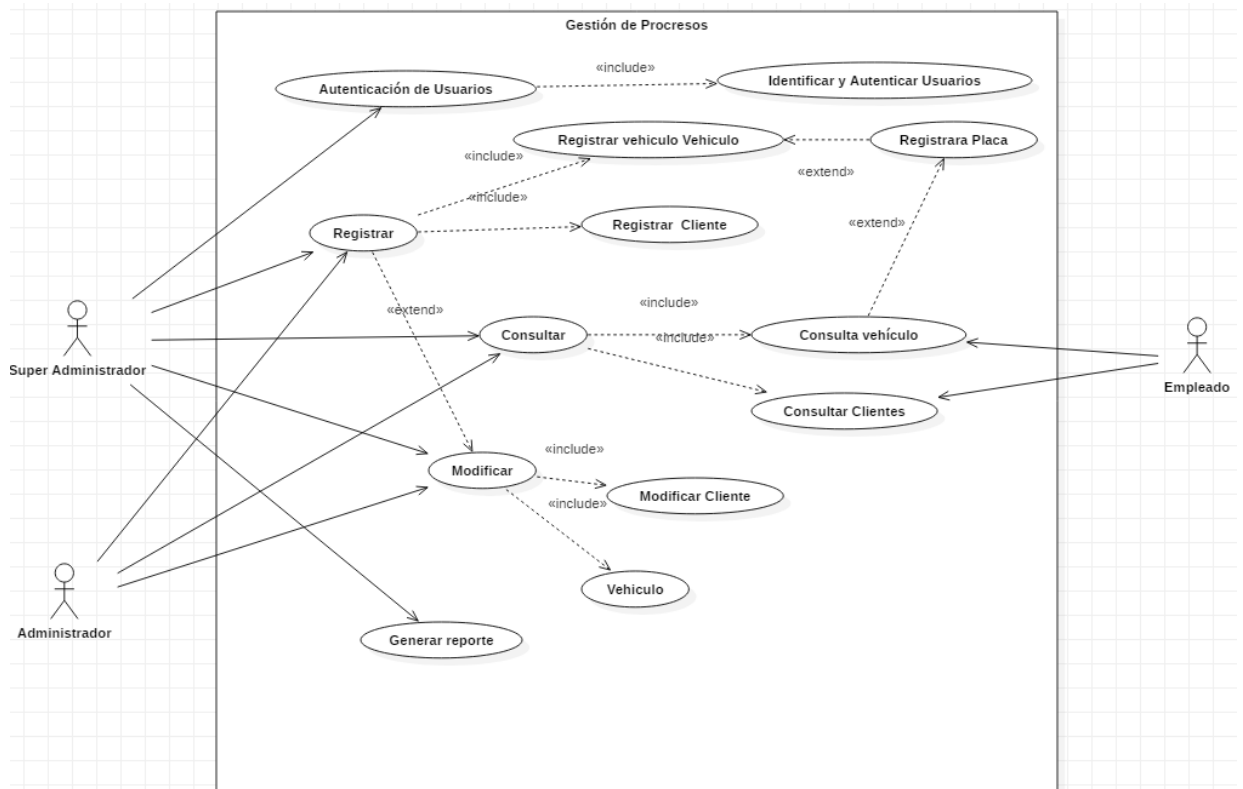 Gestión de Procresos
«include»
Autenticación de Usuarios
Identificar y Autenticar Usuarios
Registrar vehiculo Vehiculo
Registrara Placa
«include»
«extend»
«include»
Registrar Cliente
«extend»
Registrar
«include»
«extend»
Consultar
Consulta vehículo
«include»
Super Administrador
Empleado
Consultar Clientes
«include»
Modificar
Modificar Cliente
«include»
Vehiculo
Administrador
Generar reporte